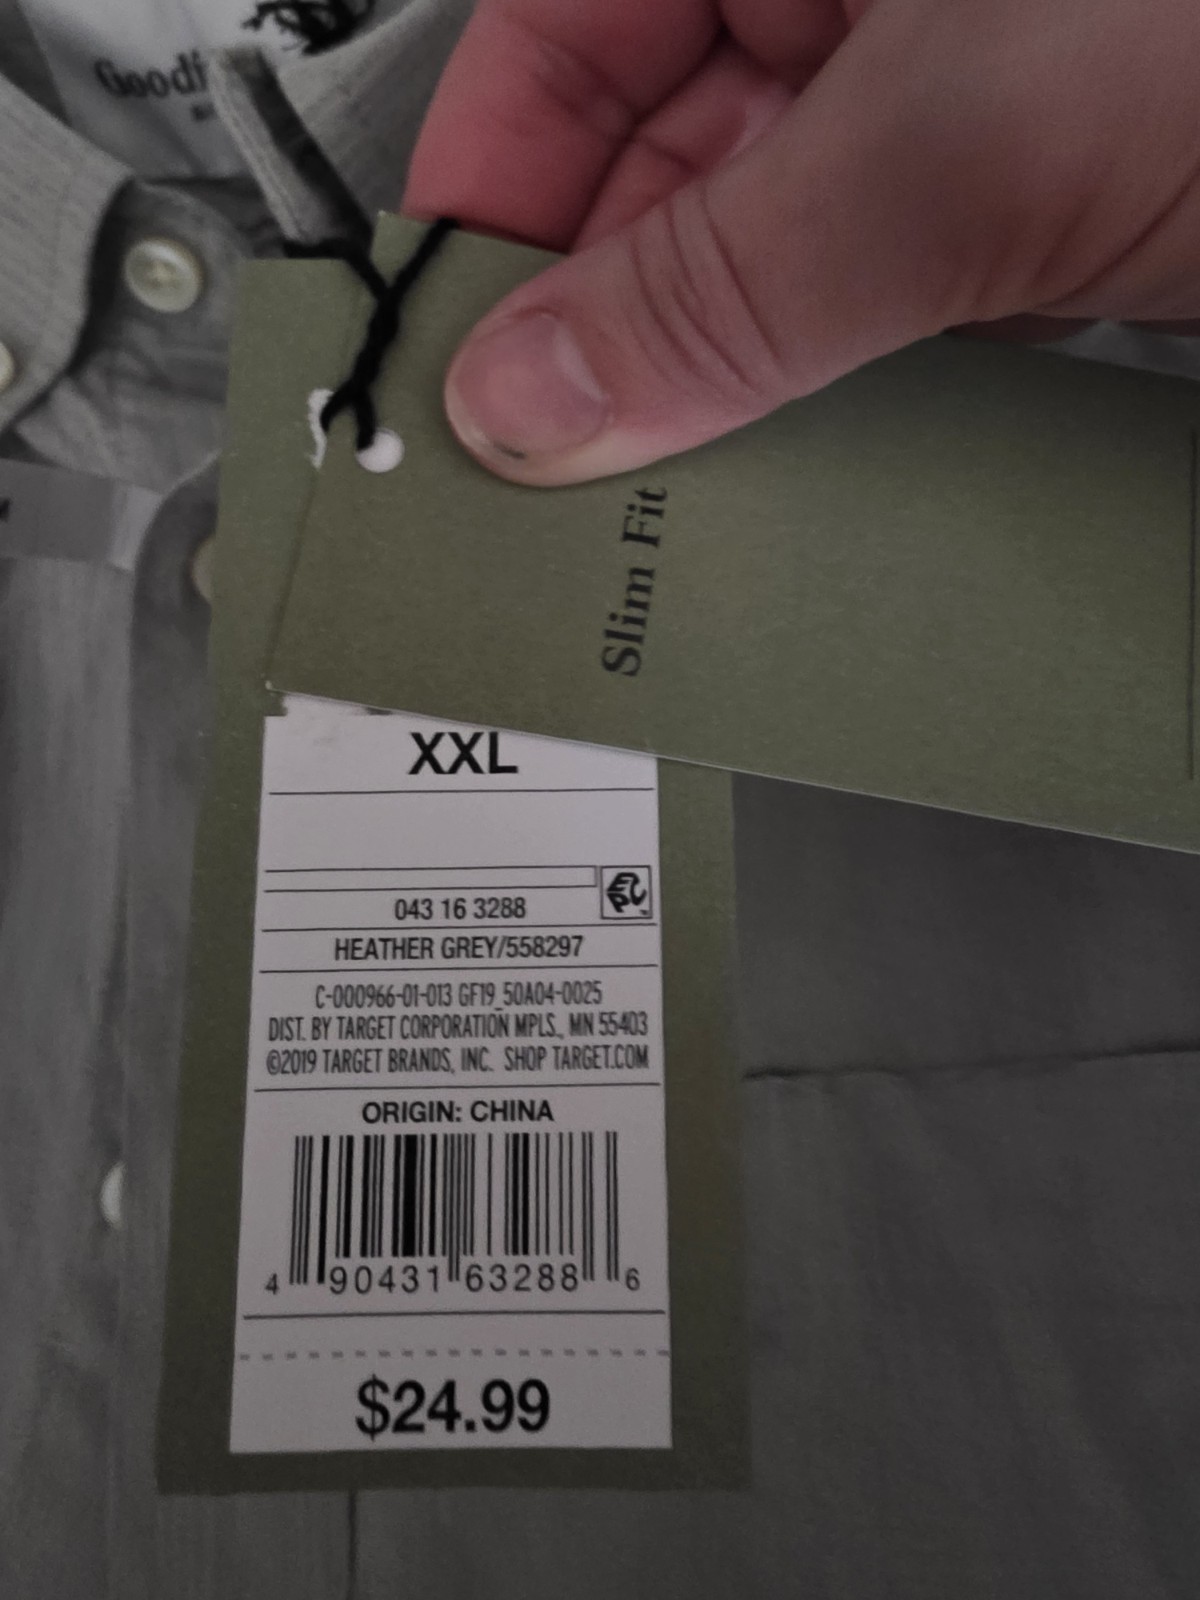 Slim Fit
XXL
043 16 3288
HEATHER GREY/558297
C-000966-01-013 GF19_50A04-0025
DIST. BY TARGET CORPORATION MPLS., MN 55403
©2019 TARGET BRANDS, INC. SHOP TARGET.COM
ORIGIN: CHINA
4 90431 63288 6
$24.99